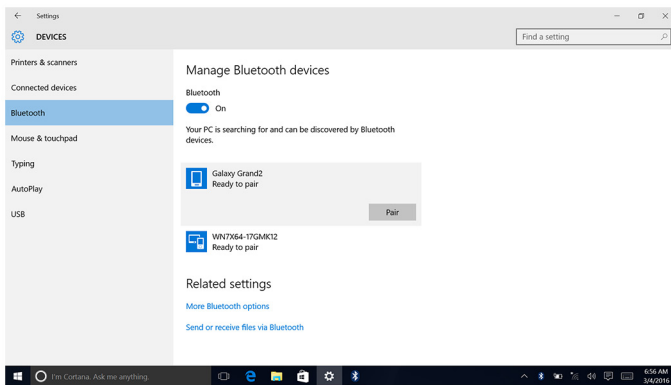 Settings
DEVICES
Find a setting
Printers & scanners
Connected devices
Bluetooth
Mouse & touchpad
Typing
AutoPlay
USB
Manage Bluetooth devices
Bluetooth
On
Your PC is searching for and can be discovered by Bluetooth
devices.
Galaxy Grand2
Ready to pair
Pair
WN7X64-17GMK12
Ready to pair
Related settings
More Bluetooth options
Send or receive files via Bluetooth
I'm Cortana. Ask me anything.
6:56 AM
3/4/2016